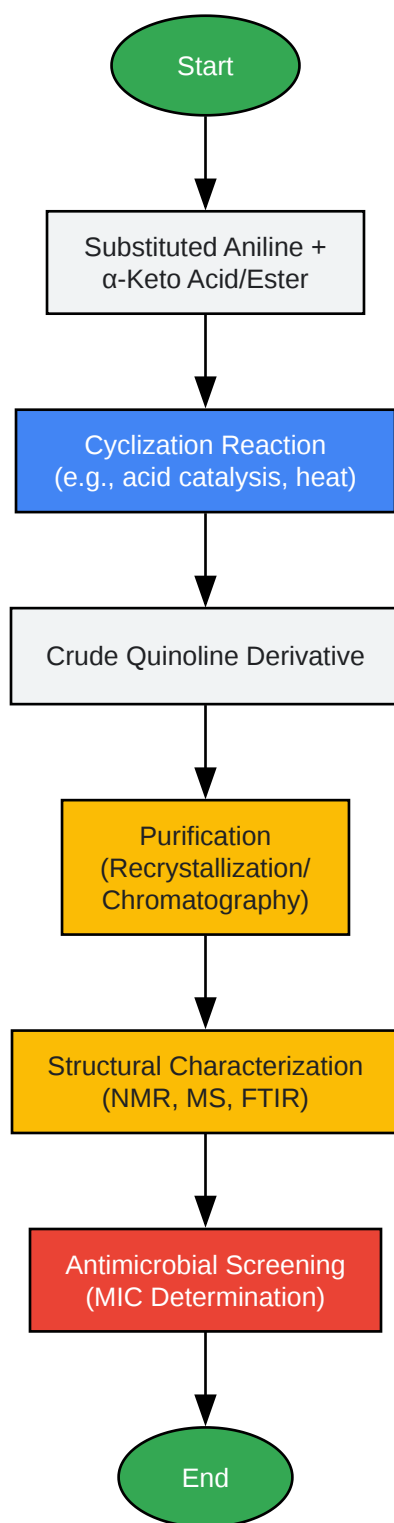 Start
Substituted Aniline +
α-Keto Acid/Ester
Cyclization Reaction
(e.g., acid catalysis, heat)
Crude Quinoline Derivative
Purification
(Recrystallization/
Chromatography)
Structural Characterization
(NMR, MS, FTIR)
Antimicrobial Screening
(MIC Determination)
End